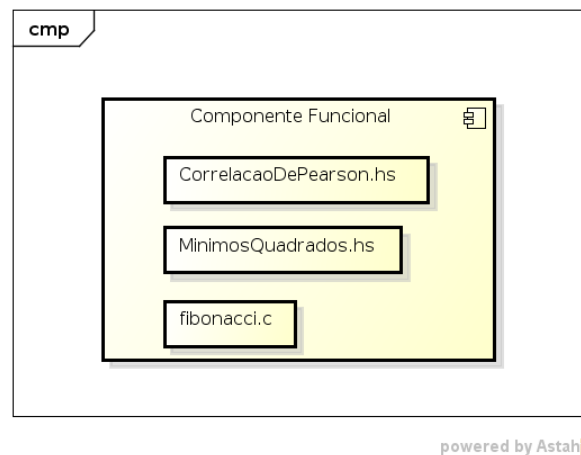 cmp
Componente Funcional
CorrelacaoDePearson.hs
MinimosQuadrados.hs
fibonacci.c
powered by Astah